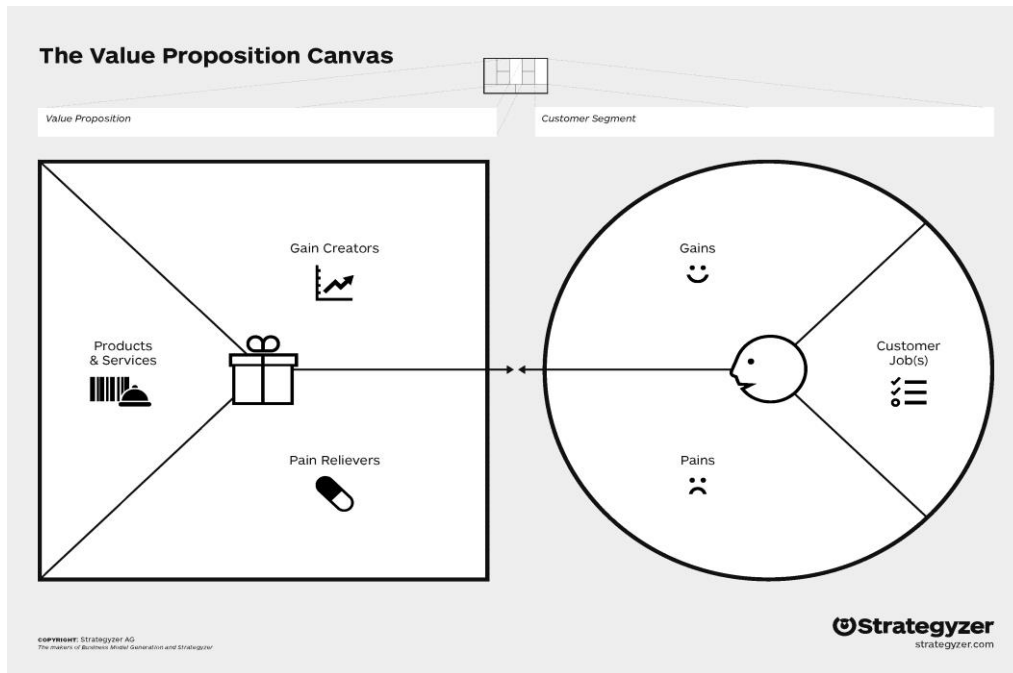 The Value Proposition Canvas
Value Proposition
Customer Segment
Gain Creators
Products
& Services
Pain Relievers
Gains
Customer
Job(s)
Pains
COPYRIGHT: Strategyzer AG
The makers of Business Model Generation and Strategyzer
Strategyzer
strategyzer.com